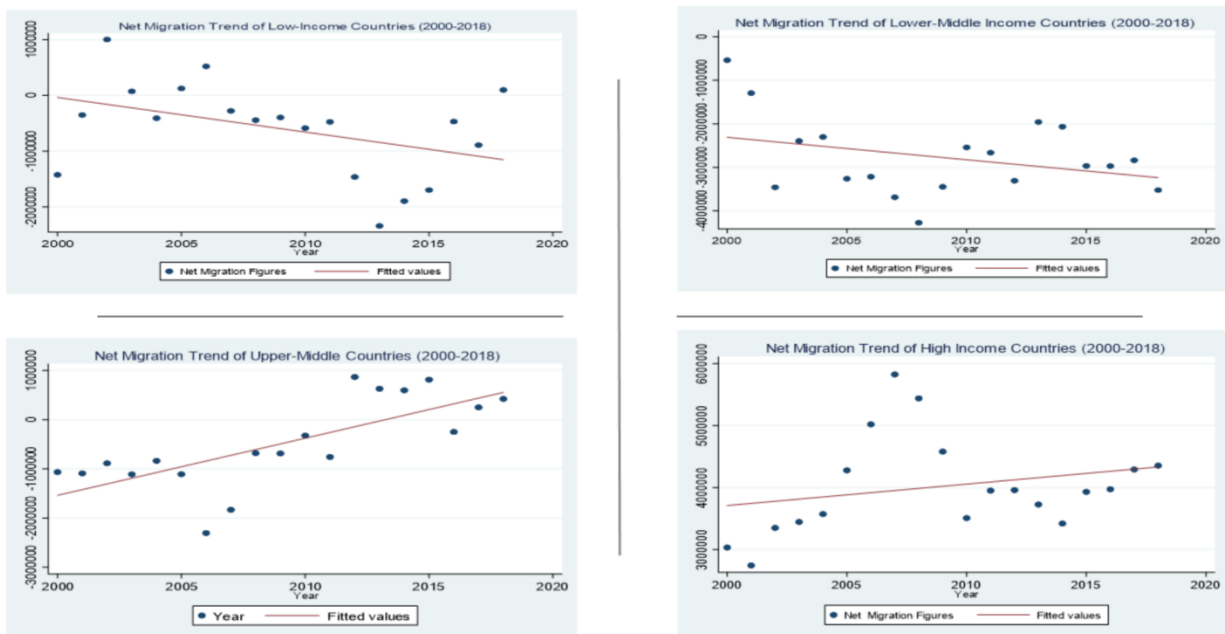 Net Migration Trend of Low-Income Countries (2000-2018)
1000000
0
-1000000
-2000000
2000 2005 2010 2015 2020
Year
Net Migration Figures Fitted values
Net Migration Trend of Lower-Middle Income Countries (2000-2018)
0
-1000000
-2000000
-3000000
-4000000
2000 2005 2010 2015 2020
Year
Net Migration Figures Fitted values
Net Migration Trend of Upper-Middle Countries (2000-2018)
1000000
0
-1000000
-2000000
-3000000
2000 2005 2010 2015 2020
Year
Year Fitted values
Net Migration Trend of High Income Countries (2000-2018)
6000000
5000000
4000000
3000000
2000 2005 2010 2015 2020
Year
Net Migration Figures Fitted values